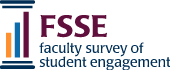 FSSE
faculty survey of
student engagement